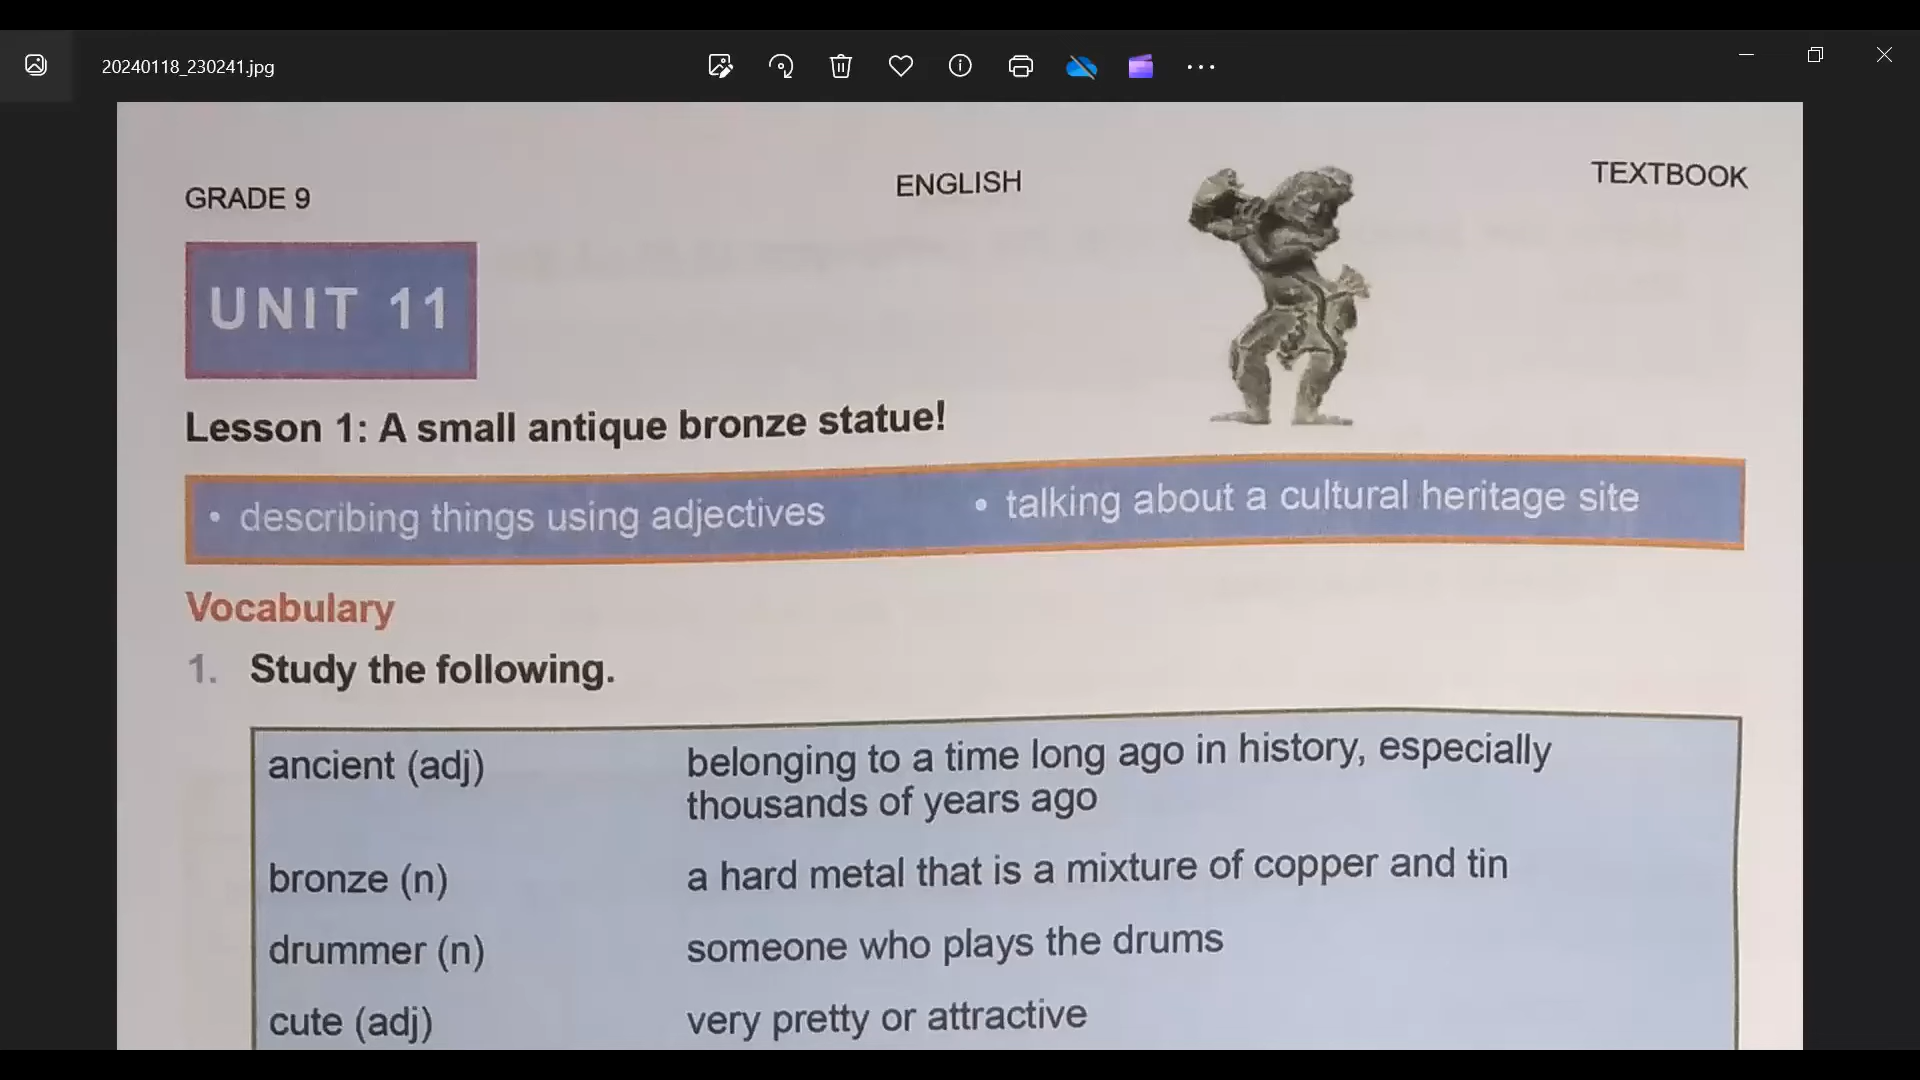 20240118_230241.jpg
GRADE 9
ENGLISH
TEXTBOOK
UNIT 11
Lesson 1: A small antique bronze statue!
• describing things using adjectives
• talking about a cultural heritage site
Vocabulary
1. Study the following.
ancient (adj)
belonging to a time long ago in history, especially
thousands of years ago
bronze (n)
a hard metal that is a mixture of copper and tin
drummer (n)
someone who plays the drums
cute (adj)
very pretty or attractive